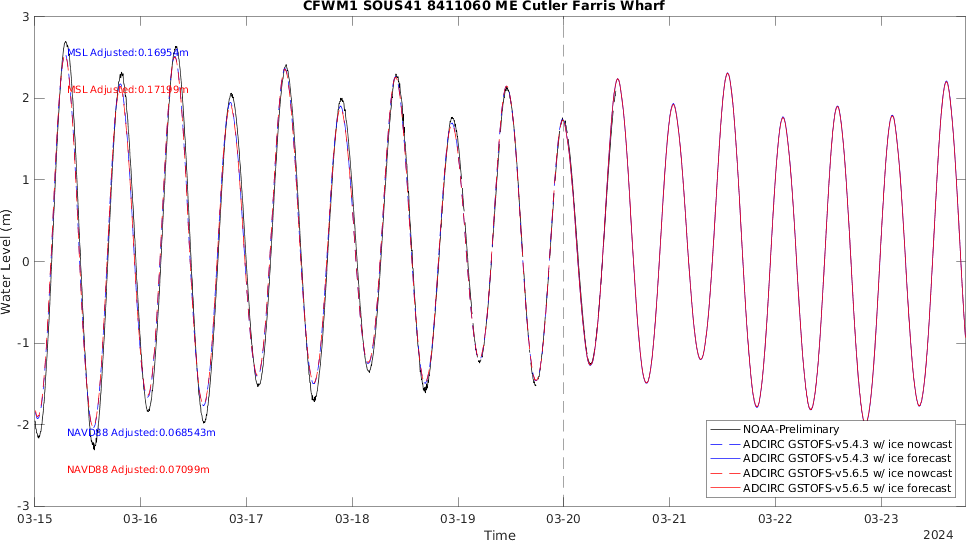 CFWM1 SOUS41 8411060 ME Cutler Farris Wharf
3
2
1
0
-1
-2
-3
Water Level (m)
MSL Adjusted:0.16954m
MSL Adjusted:0.17199m
NAVD88 Adjusted:0.068543m
NAVD88 Adjusted:0.07099m
NOAA-Preliminary
ADCIRC GSTOFS-v5.4.3 w/ ice nowcast
ADCIRC GSTOFS-v5.4.3 w/ ice forecast
ADCIRC GSTOFS-v5.6.5 w/ ice nowcast
ADCIRC GSTOFS-v5.6.5 w/ ice forecast
03-15 03-16 03-17 03-18 03-19 03-20 03-21 03-22 03-23
Time
2024